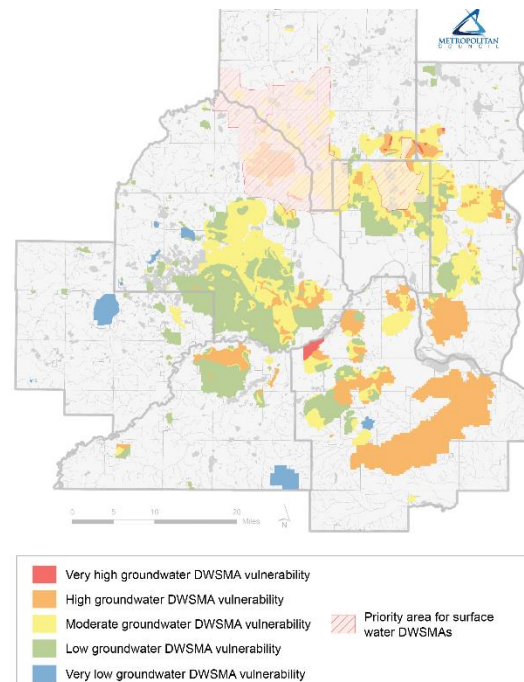 METROPOLITAN
COUNCIL
0 5 10 20
Miles
N
Very high groundwater DWSMA vulnerability
High groundwater DWSMA vulnerability
Moderate groundwater DWSMA vulnerability
Low groundwater DWSMA vulnerability
Very low groundwater DWSMA vulnerability
Priority area for surface
water DWSMAs